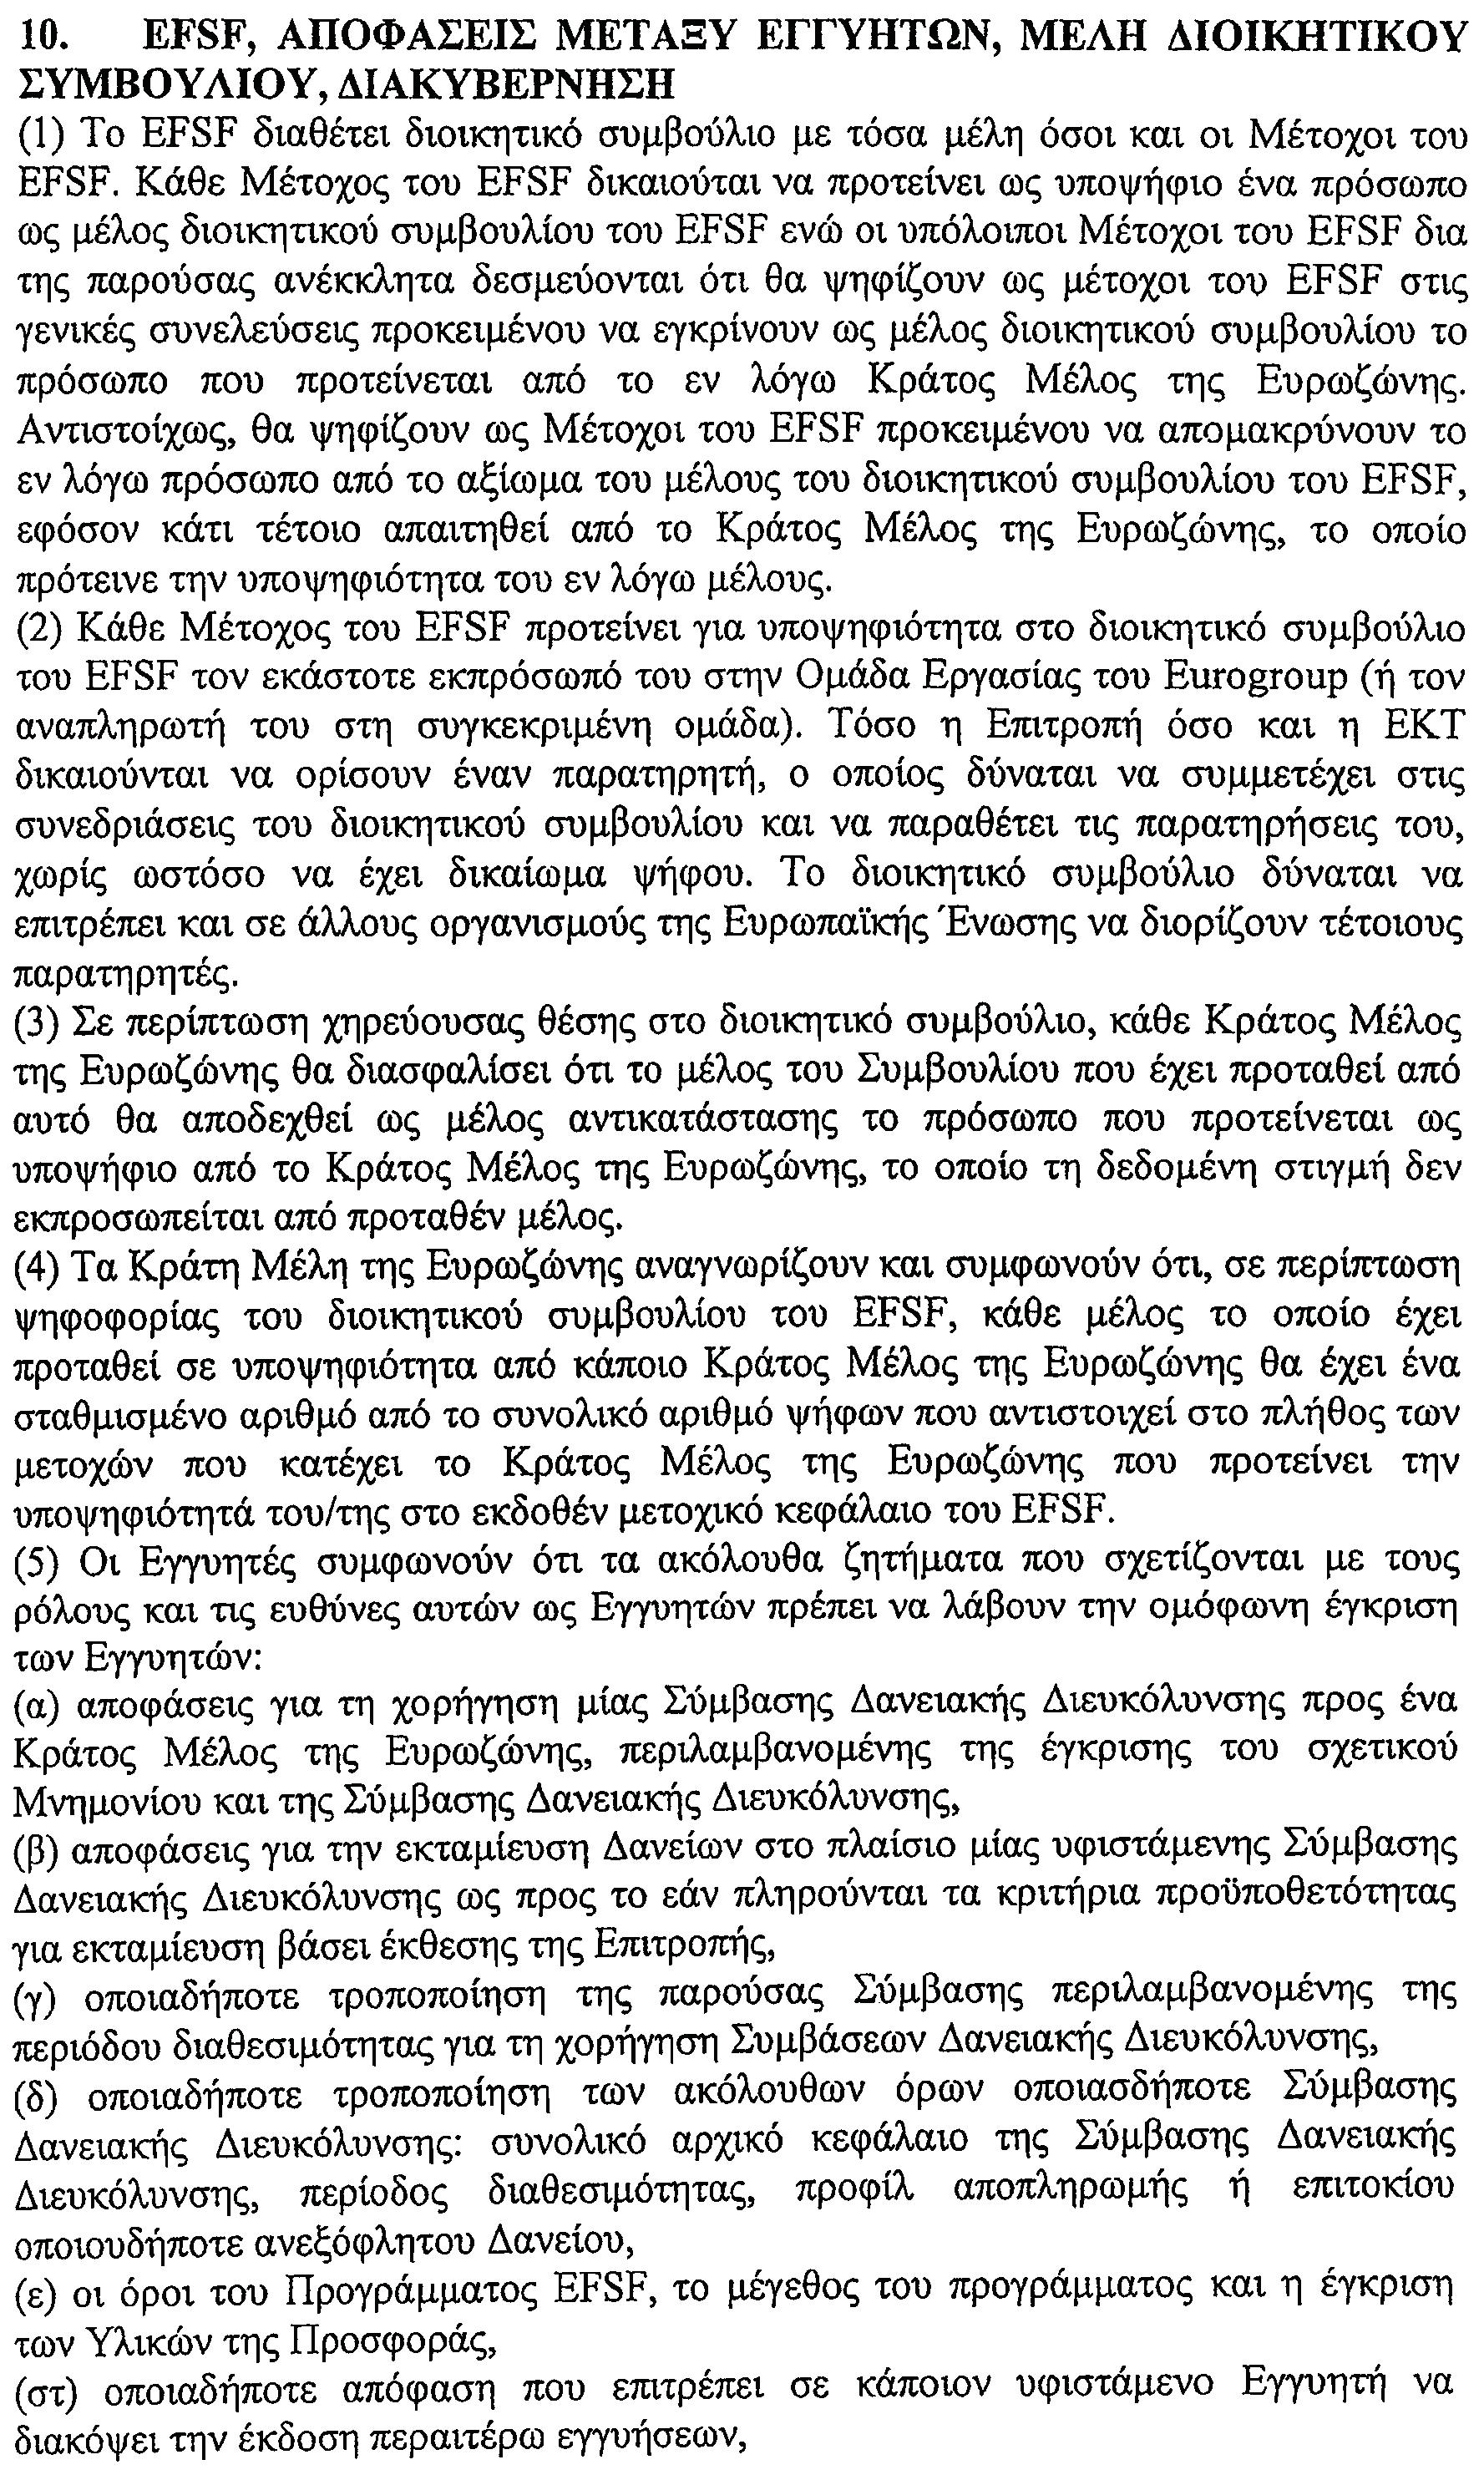 10. EFSF, ΑΠΟΦΑΣΕΙΣ ΜΕΤΑΞΥ ΕΓΓΥΗΤΩΝ, ΜΕΛΗ ΔΙΟΙΚΗΤΙΚΟΥ
ΣΥΜΒΟΥΛΙΟΥ, ΔΙΑΚΥΒΕΡΝΗΣΗ
(1) Το EFSF διαθέτει διοικητικό συμβούλιο με τόσα μέλη όσοι και οι Μέτοχοι του
EFSF. Κάθε Μέτοχος του EFSF δικαιούται να προτείνει ως υποψήφιο ένα πρόσωπο
ως μέλος διοικητικού συμβουλίου του EFSF ενώ οι υπόλοιποι Μέτοχοι του EFSF δια
της παρούσας ανέκκλητα δεσμεύονται ότι θα ψηφίζουν ως μέτοχοι του EFSF στις
γενικές συνελεύσεις προκειμένου να εγκρίνουν ως μέλος διοικητικού συμβουλίου το
πρόσωπο που προτείνεται από το εν λόγω Κράτος Μέλος της Ευρωζώνης.
Αντιστοίχως, θα ψηφίζουν ως Μέτοχοι του EFSF προκειμένου να απομακρύνουν το
εν λόγω πρόσωπο από το αξίωμα του μέλους του διοικητικού συμβουλίου του EFSF,
εφόσον κάτι τέτοιο απαιτηθεί από το Κράτος Μέλος της Ευρωζώνης, το οποίο
πρότεινε την υποψηφιότητα του εν λόγω μέλους.
(2) Κάθε Μέτοχος του EFSF προτείνει για υποψηφιότητα στο διοικητικό συμβούλιο
του EFSF τον εκάστοτε εκπρόσωπό του στην Ομάδα Εργασίας του Eurogroup (ή τον
αναπληρωτή του στη συγκεκριμένη ομάδα). Τόσο η Επιτροπή όσο και η ΕΚΤ
δικαιούνται να ορίσουν έναν παρατηρητή, ο οποίος δύναται να συμμετέχει στις
συνεδριάσεις του διοικητικού συμβουλίου και να παραθέτει τις παρατηρήσεις του,
χωρίς ωστόσο να έχει δικαίωμα ψήφου. Το διοικητικό συμβούλιο δύναται να
επιτρέπει και σε άλλους οργανισμούς της Ευρωπαϊκής Ένωσης να διορίζουν τέτοιους
παρατηρητές.
(3) Σε περίπτωση χηρεύουσας θέσης στο διοικητικό συμβούλιο, κάθε Κράτος Μέλος
της Ευρωζώνης θα διασφαλίσει ότι το μέλος του Συμβουλίου που έχει προταθεί από
αυτό θα αποδεχθεί ως μέλος αντικατάστασης το πρόσωπο που προτείνεται ως
υποψήφιο από το Κράτος Μέλος της Ευρωζώνης, το οποίο τη δεδομένη στιγμή δεν
εκπροσωπείται από προταθέν μέλος.
(4) Τα Κράτη Μέλη της Ευρωζώνης αναγνωρίζουν και συμφωνούν ότι, σε περίπτωση
ψηφοφορίας του διοικητικού συμβουλίου του EFSF, κάθε μέλος το οποίο έχει
προταθεί σε υποψηφιότητα από κάποιο Κράτος Μέλος της Ευρωζώνης θα έχει ένα
σταθμισμένο αριθμό από το συνολικό αριθμό ψήφων που αντιστοιχεί στο πλήθος των
μετοχών που κατέχει το Κράτος Μέλος της Ευρωζώνης που προτείνει την
υποψηφιότητά του/της στο εκδοθέν μετοχικό κεφάλαιο του EFSF.
(5) Οι Εγγυητές συμφωνούν ότι τα ακόλουθα ζητήματα που σχετίζονται με τους
ρόλους και τις ευθύνες αυτών ως Εγγυητών πρέπει να λάβουν την ομόφωνη έγκριση
των Εγγυητών:
(α) αποφάσεις για τη χορήγηση μίας Σύμβασης Δανειακής Διευκόλυνσης προς ένα
Κράτος Μέλος της Ευρωζώνης, περιλαμβανομένης της έγκρισης του σχετικού
Μνημονίου και της Σύμβασης Δανειακής Διευκόλυνσης,
(β) αποφάσεις για την εκταμίευση Δανείων στο πλαίσιο μίας υφιστάμενης Σύμβασης
Δανειακής Διευκόλυνσης ως προς το εάν πληρούνται τα κριτήρια προϋποθετότητας
για εκταμίευση βάσει έκθεσης της Επιτροπής,
(γ) οποιαδήποτε τροποποίηση της παρούσας Σύμβασης περιλαμβανομένης της
περιόδου διαθεσιμότητας για τη χορήγηση Συμβάσεων Δανειακής Διευκόλυνσης,
(δ) οποιαδήποτε τροποποίηση των ακόλουθων όρων οποιασδήποτε Σύμβασης
Δανειακής Διευκόλυνσης: συνολικό αρχικό κεφάλαιο της Σύμβασης Δανειακής
Διευκόλυνσης, περίοδος διαθεσιμότητας, προφίλ αποπληρωμής ή επιτοκίου
οποιουδήποτε ανεξόφλητου Δανείου,
(ε) οι όροι του Προγράμματος EFSF, το μέγεθος του προγράμματος και η έγκριση
των Υλικών της Προσφοράς,
(στ) οποιαδήποτε απόφαση που επιτρέπει σε κάποιον υφιστάμενο Εγγυητή να
διακόψει την έκδοση περαιτέρω εγγυήσεων,